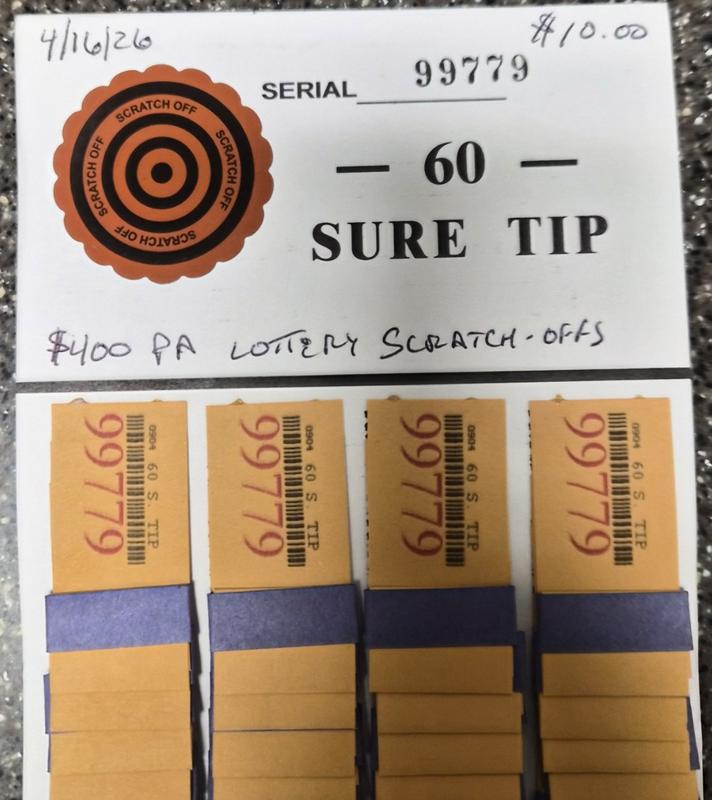 4/16/26 $10.00
SCRATCH OFF SCRATCH OFF SCRATCH OFF SCRATCH OFF
SERIAL 99779
— 60 —
SURE TIP
$400 PA LOTTERY SCRATCH-OFFS
99779 0904 60 S. TIP
99779 0904 60 S. TIP
99779 0904 60 S. TIP
99779 0904 60 S. TIP